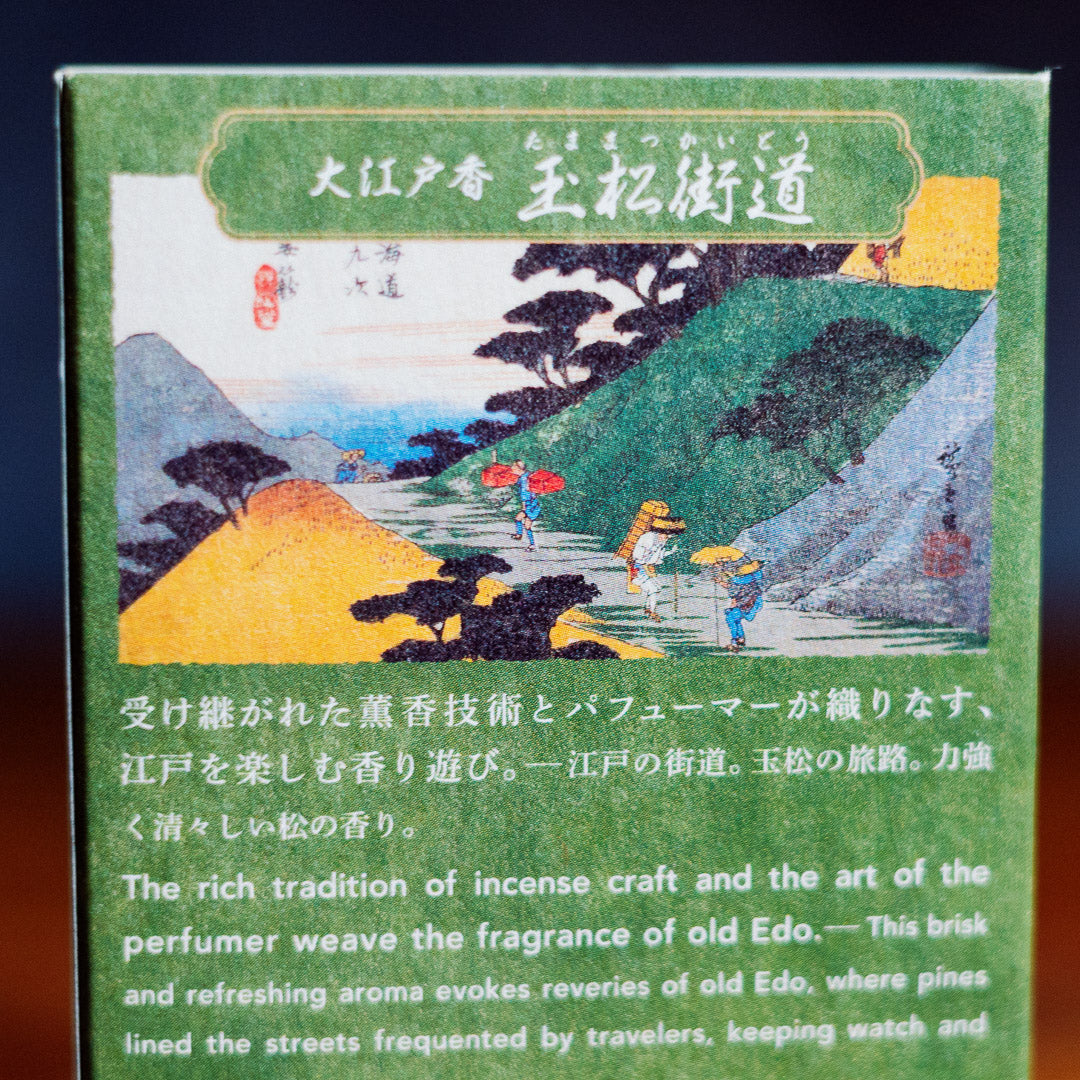 たままつかいどう
大江戸香 玉松街道
海道
九次
受け継がれた薫香技術とパフューマーが織りなす、
江戸を楽しむ香り遊び。—江戸の街道。玉松の旅路。力強
く清々しい松の香り。
The rich tradition of incense craft and the art of the
perfumer weave the fragrance of old Edo.—This brisk
and refreshing aroma evokes reveries of old Edo, where pines
lined the streets frequented by travelers, keeping watch and